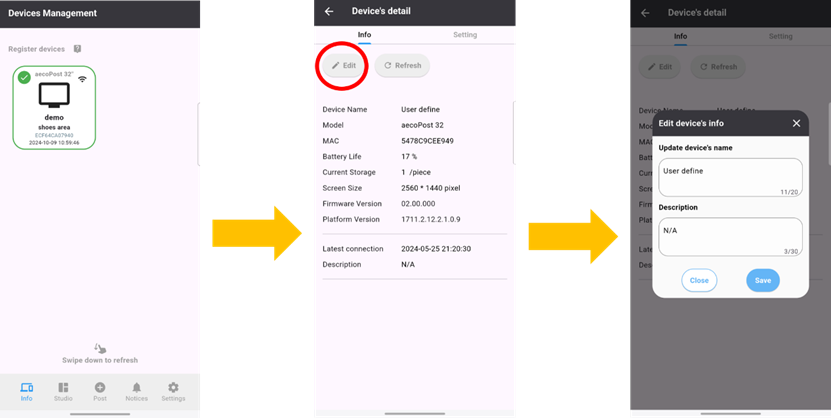 Devices Management
Register devices ?
aecoPost 32"
demo
shoes area
ECF64CA07940
2024-10-09 10:59:46
Swipe down to refresh
Info Studio Post Notices Settings
Device's detail
Info Setting
Edit Refresh
Device Name User define
Model aecoPost 32
MAC 5478C9CEE949
Battery Life 17 %
Current Storage 1 /piece
Screen Size 2560 * 1440 pixel
Firmware Version 02.00.000
Platform Version 1711.2.12.2.1.0.9
Latest connection 2024-05-25 21:20:30
Description N/A
Device's detail
Info Setting
Edit Refresh
Edit device's info
Update device's name
User define
11/20
Description
N/A
3/30
Close Save